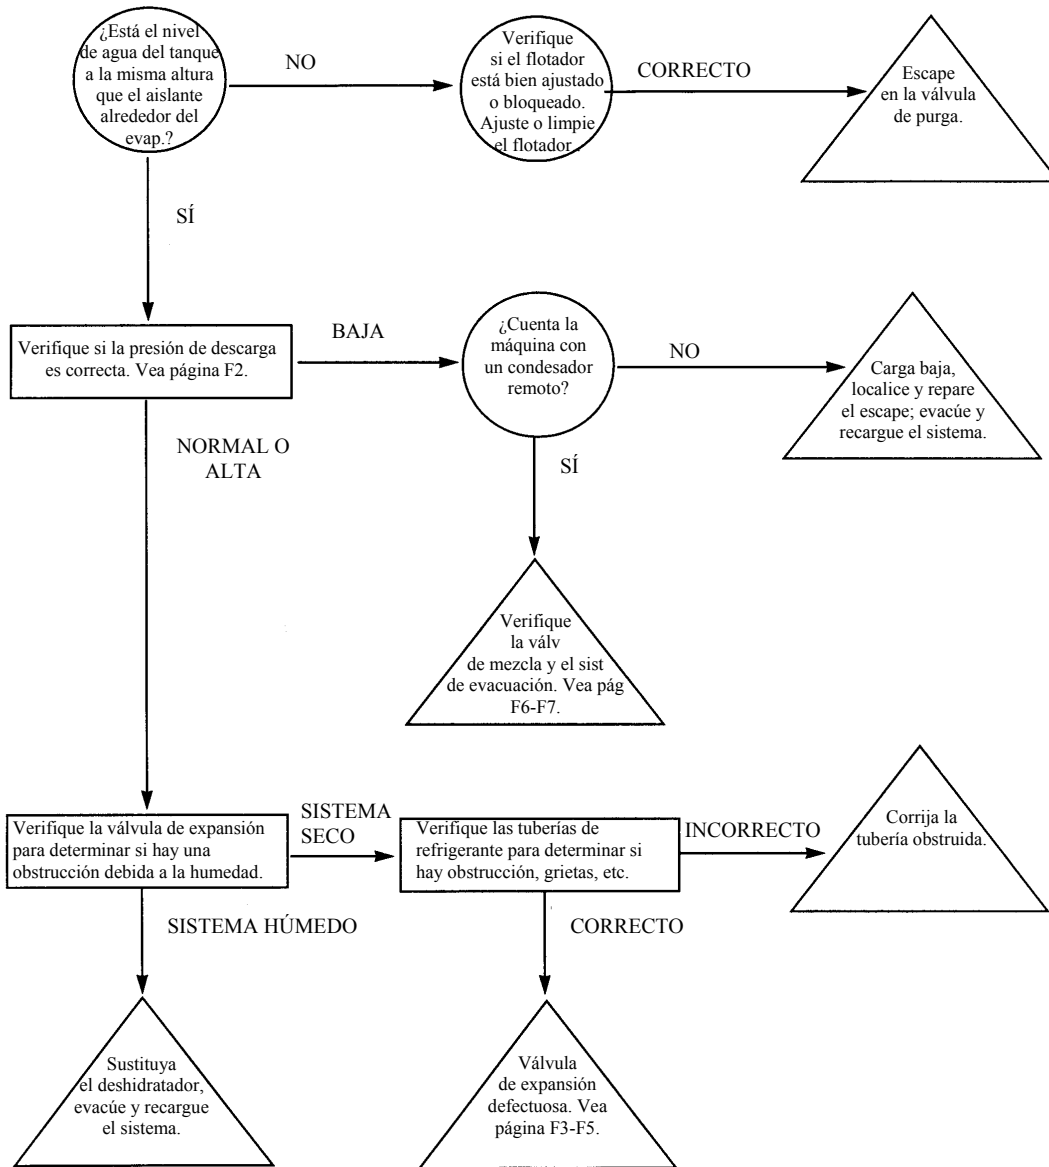 ¿Está el nivel
de agua del tanque
a la misma altura
que el aislante
alrededor del
evap.?
NO
Verifique
si el flotador
está bien ajustado
o bloqueado.
Ajuste o limpie
el flotador .
CORRECTO
Escape
en la válvula
de purga.
SÍ
Verifique si la presión de descarga
es correcta. Vea página F2.
BAJA
¿Cuenta la
máquina con
un condesador
remoto?
NO
Carga baja,
localice y repare
el escape; evacúe y
recargue el sistema.
NORMAL O
ALTA
SÍ
Verifique
la válv
de mezcla y el sist
de evacuación. Vea pág
F6-F7.
Verifique la válvula de expansión
para determinar si hay una
obstrucción debida a la humedad.
SISTEMA
SECO
Verifique las tuberías de
refrigerante para determinar si
hay obstrucción, grietas, etc.
INCORRECTO
Corrija la
tubería obstruida.
SISTEMA HÚMEDO
CORRECTO
Sustituya
el deshidratador,
evacúe y recargue
el sistema.
Válvula
de expansión
defectuosa. Vea
página F3-F5.